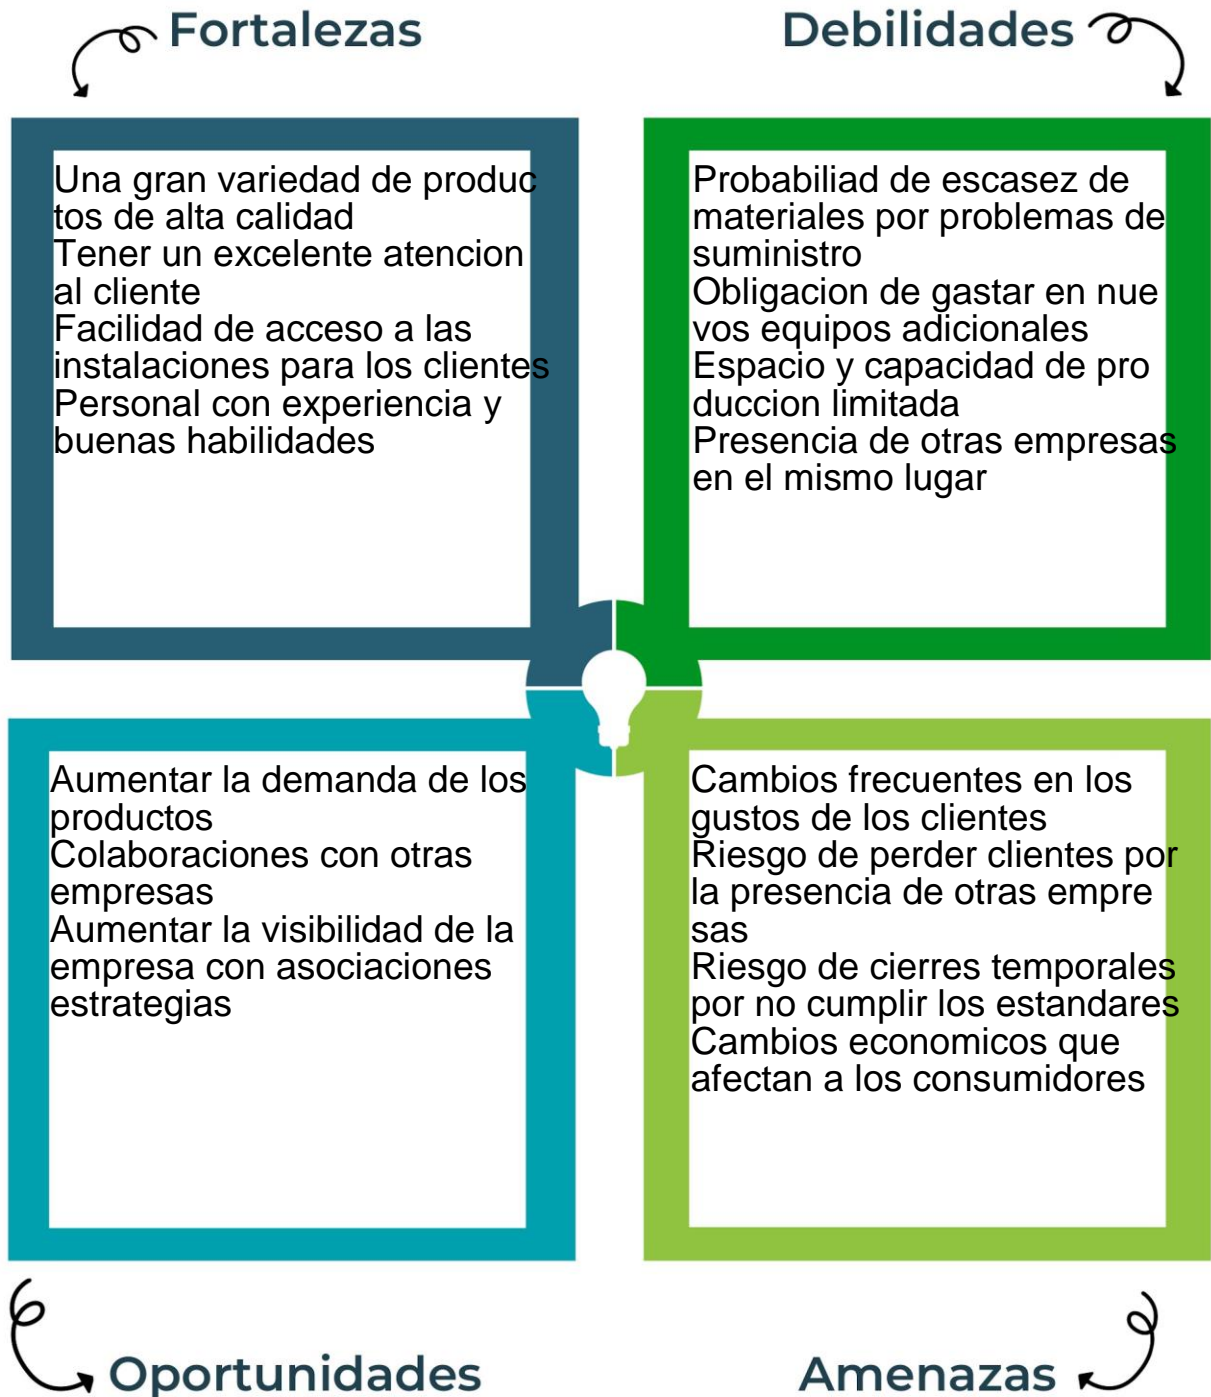 Fortalezas
Una gran variedad de produc
tos de alta calidad
Tener un excelente atencion
al cliente
Facilidad de acceso a las
instalaciones para los clientes
Personal con experiencia y
buenas habilidades
Debilidades
Probabiliad de escasez de
materiales por problemas de
suministro
Obligacion de gastar en nue
vos equipos adicionales
Espacio y capacidad de pro
duccion limitada
Presencia de otras empresas
en el mismo lugar
Aumentar la demanda de los
productos
Colaboraciones con otras
empresas
Aumentar la visibilidad de la
empresa con asociaciones
estrategias
Oportunidades
Cambios frecuentes en los
gustos de los clientes
Riesgo de perder clientes por
la presencia de otras empre
sas
Riesgo de cierres temporales
por no cumplir los estandares
Cambios economicos que
afectan a los consumidores
Amenazas